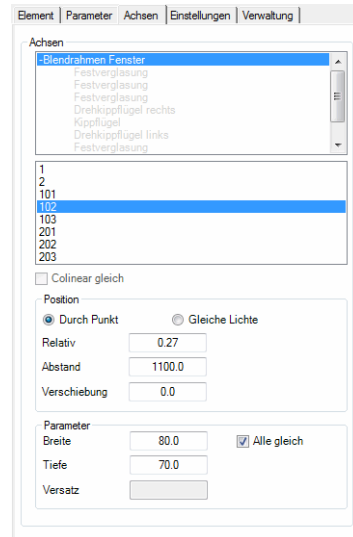 Element Parameter Achsen Einstellungen Verwaltung
Achsen
-Blendrahmen Fenster
Festverglasung
Festverglasung
Festverglasung
Drehkippflügel rechts
Kippflügel
Drehkippflügel links
Festverglasung
1
2
101
102
103
201
202
203
Colinear gleich
Position
Durch Punkt Gleiche Lichte
Relativ 0.27
Abstand 1100.0
Verschiebung 0.0
Parameter
Breite 80.0 Alle gleich
Tiefe 70.0
Versatz